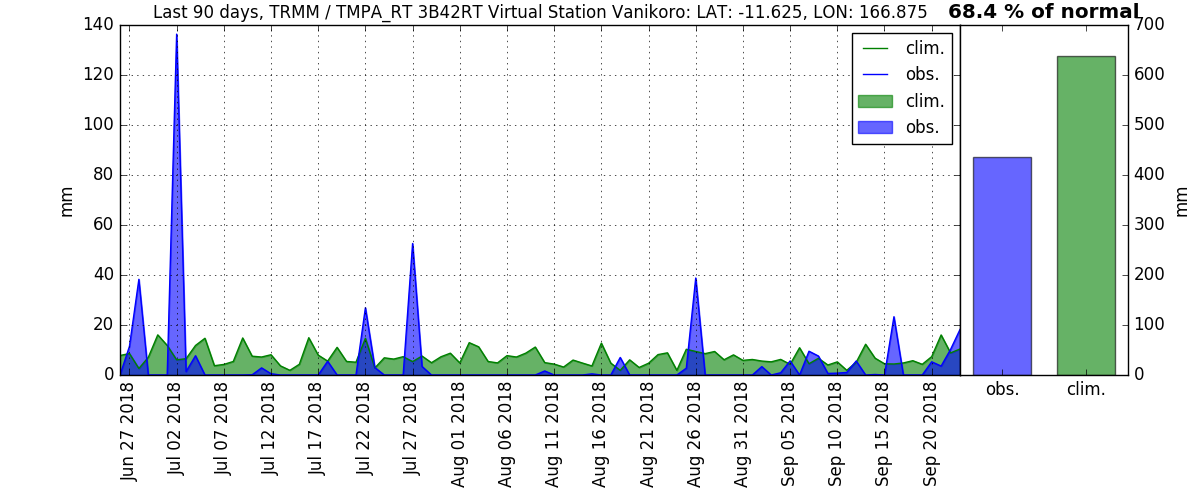 Last 90 days, TRMM / TMPA_RT 3B42RT Virtual Station Vanikoro: LAT: -11.625, LON: 166.875
68.4 % of normal
140
120
100
80
60
40
20
0
mm
clim.
obs.
clim.
obs.
Jun 27 2018
Jul 02 2018
Jul 07 2018
Jul 12 2018
Jul 17 2018
Jul 22 2018
Jul 27 2018
Aug 01 2018
Aug 06 2018
Aug 11 2018
Aug 16 2018
Aug 21 2018
Aug 26 2018
Aug 31 2018
Sep 05 2018
Sep 10 2018
Sep 15 2018
Sep 20 2018
700
600
500
400
300
200
100
0
mm
obs.
clim.